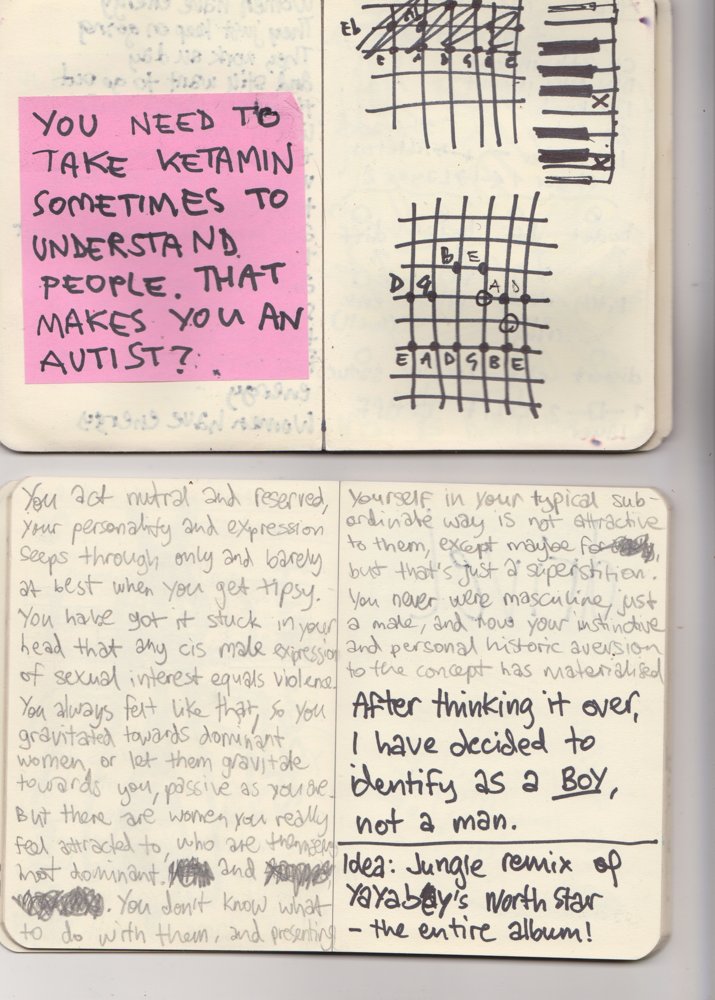 YOU NEED TO
TAKE KETAMIN
SOMETIMES TO
UNDERSTAND
PEOPLE. THAT
MAKES YOU AN
AUTIST?
Eb
E A D G B E
B E
D G A D
E A D G B E
You act nutral and reserved,
your personality and expression
seeps through only and barely
at best when you get tipsy.
You have got it stuck in your
head that any cis male expression
of sexual interest equals violence.
You always felt like that, so you
gravitated towards dominant
women, or let them gravitate
towards you, passive as you are.
But there are women you really
feel attracted to, who are themselves
not dominant. and
. You don't know what
to do with them, and presenting
yourself in your typical sub-
ordinate way is not attractive
to them, except maybe for ,
but that's just a superstition.
You never were masculine, just
a male, and now your instinctive
and personal historic aversion
to the concept has materialised
After thinking it over,
I have decided to
identify as a BOY,
not a man.
Idea: Jungle remix of
Yayaboy's North Star
- the entire album!